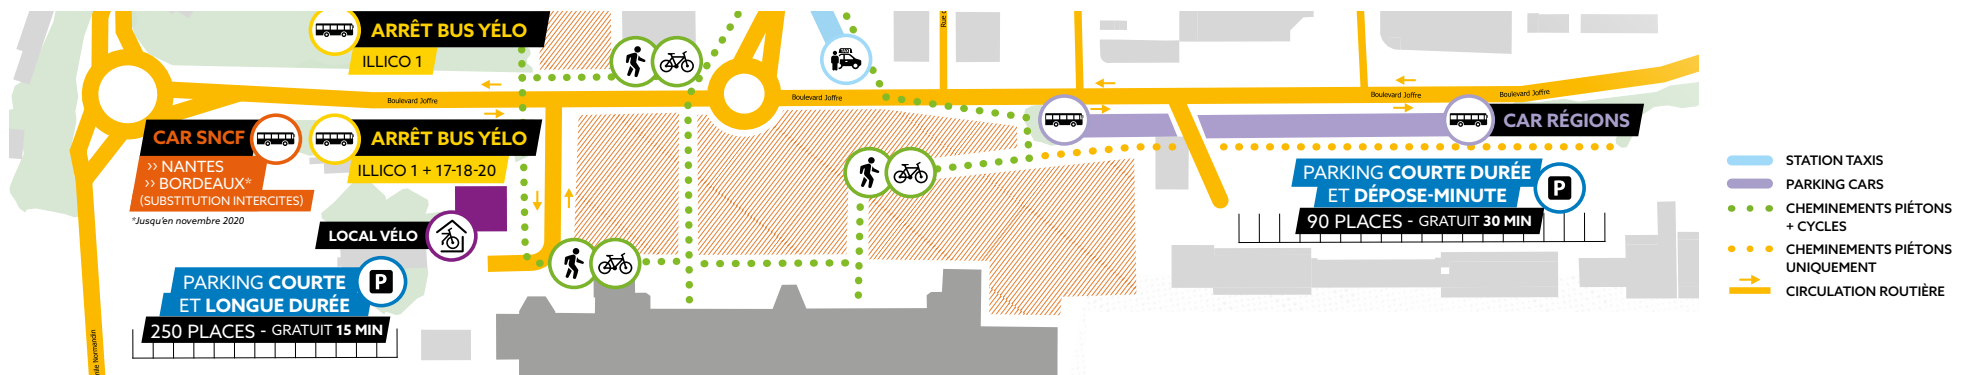 ARRÊT BUS YÉLO
ILLICO 1
Boulevard Joffre
Boulevard Joffre
Boulevard Joffre
Boulevard Joffre
CAR SNCF
›› NANTES
›› BORDEAUX*
(SUBSTITUTION INTERCITES)
*Jusqu'en novembre 2020
ARRÊT BUS YÉLO
ILLICO 1 + 17-18-20
LOCAL VÉLO
PARKING COURTE
ET LONGUE DURÉE
250 PLACES - GRATUIT 15 MIN
P
TAXI
CAR RÉGIONS
PARKING COURTE DURÉE
ET DÉPOSE-MINUTE
90 PLACES - GRATUIT 30 MIN
P
Rue
Normandin
STATION TAXIS
PARKING CARS
CHEMINEMENTS PIÉTONS
+ CYCLES
CHEMINEMENTS PIÉTONS
UNIQUEMENT
CIRCULATION ROUTIÈRE